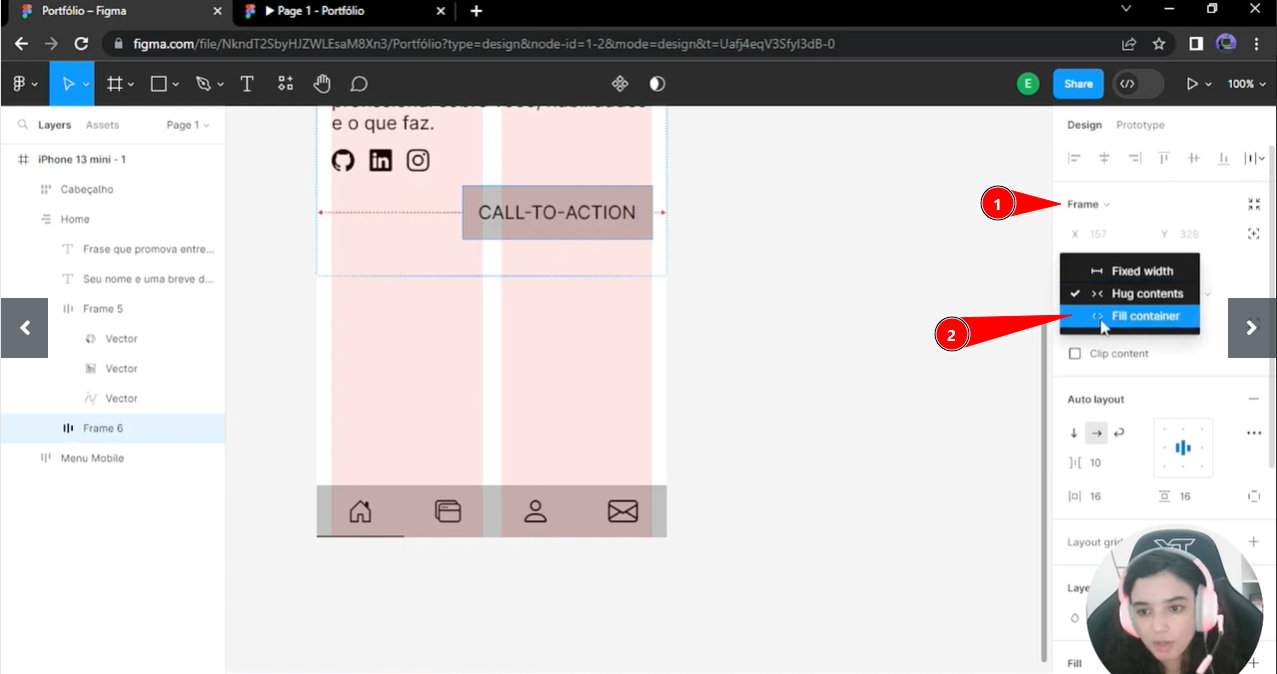 Portfólio – Figma
Page 1 - Portfólio
figma.com/file/NkndT2SbyHJZWLEsaM8Xn3/Portfólio?type=design&node-id=1-2&mode=design&t=Uafj4eqV3SfyI3dB-0
E
Share
100%
Layers
Assets
Page 1
iPhone 13 mini - 1
Cabeçalho
Home
Frase que promova entre...
Seu nome e uma breve d...
Frame 5
Vector
Vector
Vector
Frame 6
Menu Mobile
e o que faz.
CALL-TO-ACTION
1
2
Design
Prototype
Frame
X 157
Y 328
Fixed width
Hug contents
Fill container
Clip content
Auto layout
10
16
16
Layout grid
Laye
Fill